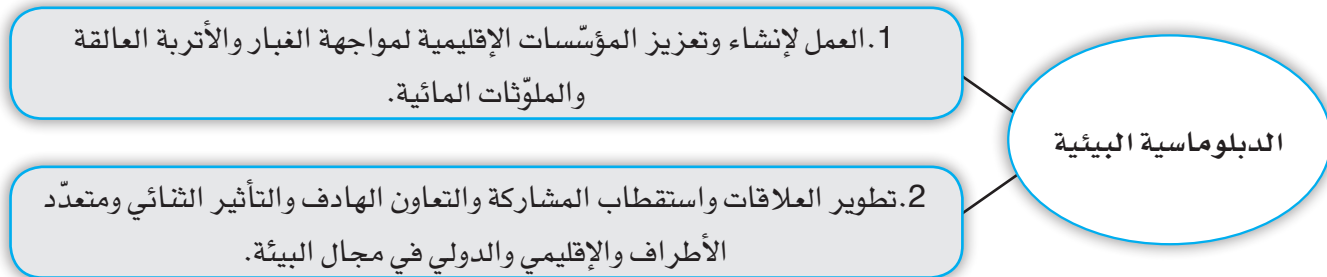 الدبلوماسية البيئية
1.العمل لإنشاء وتعزيز المؤسّسات الإقليمية لمواجهة الغبار والأتربة العالقة
والملوّثات المائية.
2.تطوير العلاقات واستقطاب المشاركة والتعاون الهادف والتأثير الثنائي ومتعدّد
الأطراف والإقليمي والدولي في مجال البيئة.